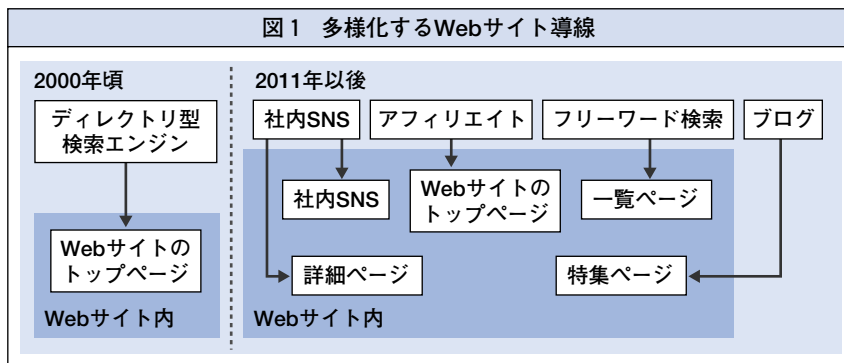 図1 多様化するWebサイト導線
2000年頃
ディレクトリ型
検索エンジン
Webサイトの
トップページ
Webサイト内
2011年以後
社内SNS
アフィリエイト
フリーワード検索
ブログ
社内SNS
Webサイトの
トップページ
一覧ページ
詳細ページ
特集ページ
Webサイト内